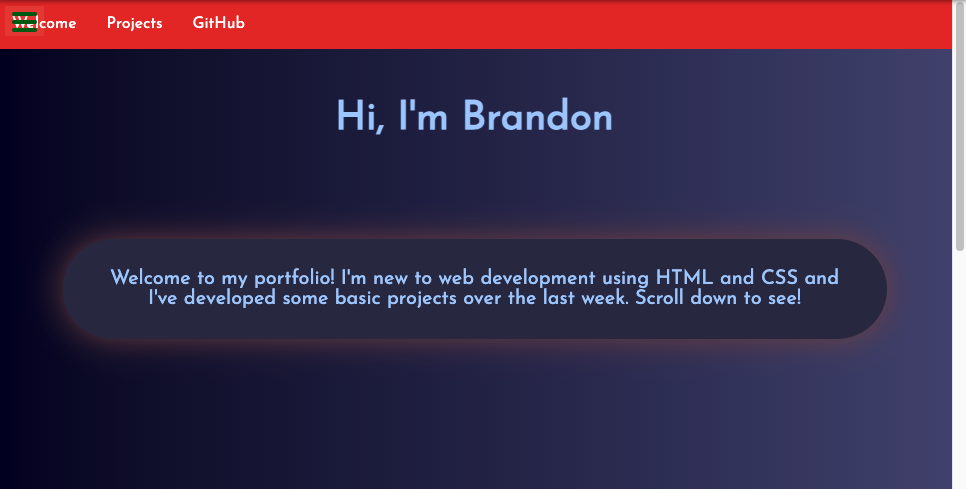 Welcome Projects GitHub
Hi, I'm Brandon
Welcome to my portfolio! I'm new to web development using HTML and CSS and
I've developed some basic projects over the last week. Scroll down to see!